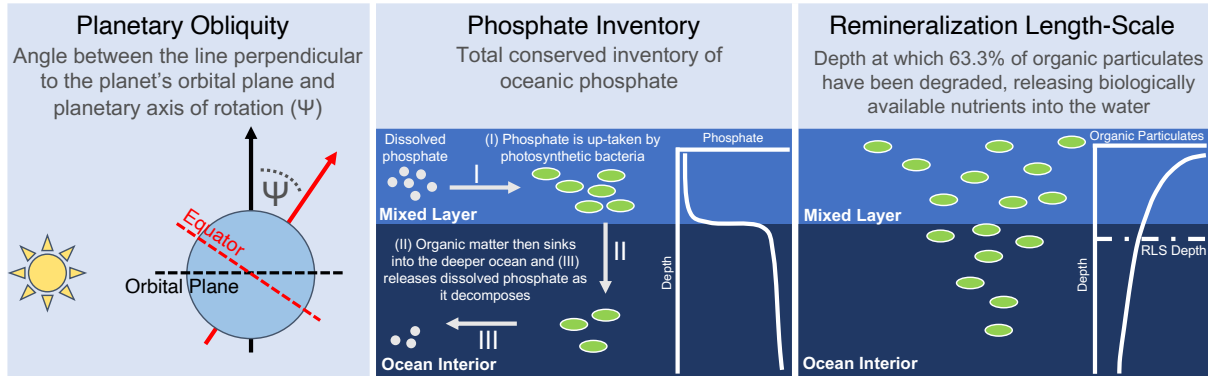 Planetary Obliquity
Angle between the line perpendicular
to the planet's orbital plane and
planetary axis of rotation (Ψ)
Ψ
Equator
Orbital Plane
Phosphate Inventory
Total conserved inventory of
oceanic phosphate
Dissolved
phosphate
(I) Phosphate is up-taken by
photosynthetic bacteria
I
Mixed Layer
(II) Organic matter then sinks
into the deeper ocean and (III)
releases dissolved phosphate as
it decomposes
II
III
Ocean Interior
Phosphate
Depth
Remineralization Length-Scale
Depth at which 63.3% of organic particulates
have been degraded, releasing biologically
available nutrients into the water
Organic Particulates
Mixed Layer
RLS Depth
Depth
Ocean Interior